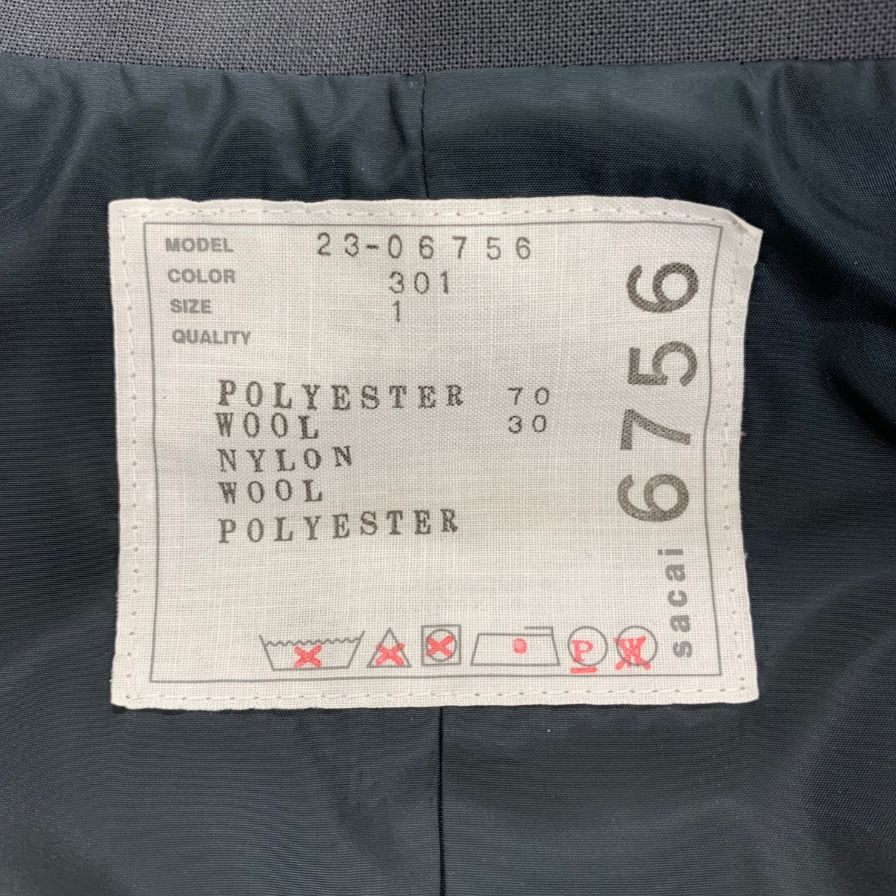 MODEL 23-06756
COLOR 301
SIZE 1
QUALITY
POLYESTER 70
WOOL 30
NYLON
WOOL
POLYESTER
sacai 6756
P W